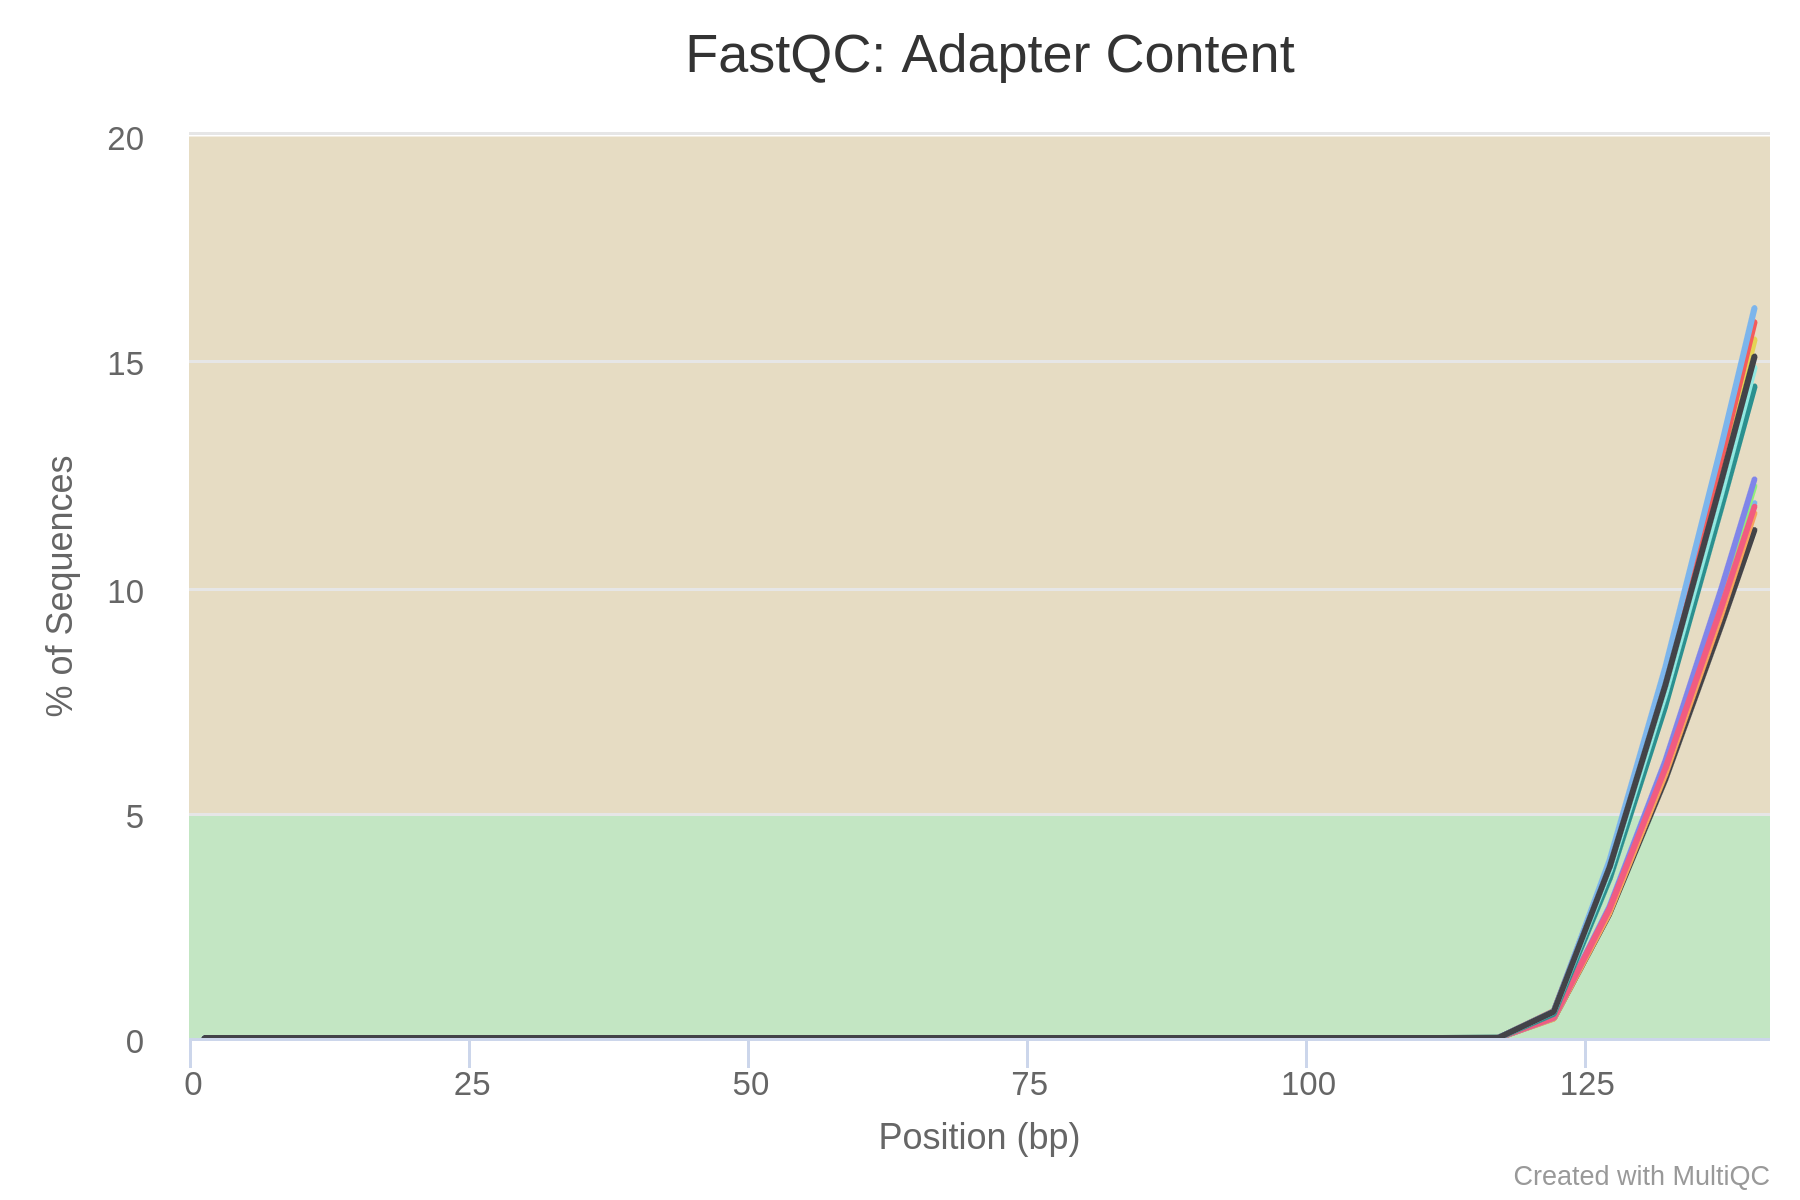 FastQC: Adapter Content
20
15
10
5
0
% of Sequences
0 25 50 75 100 125
Position (bp)
Created with MultiQC